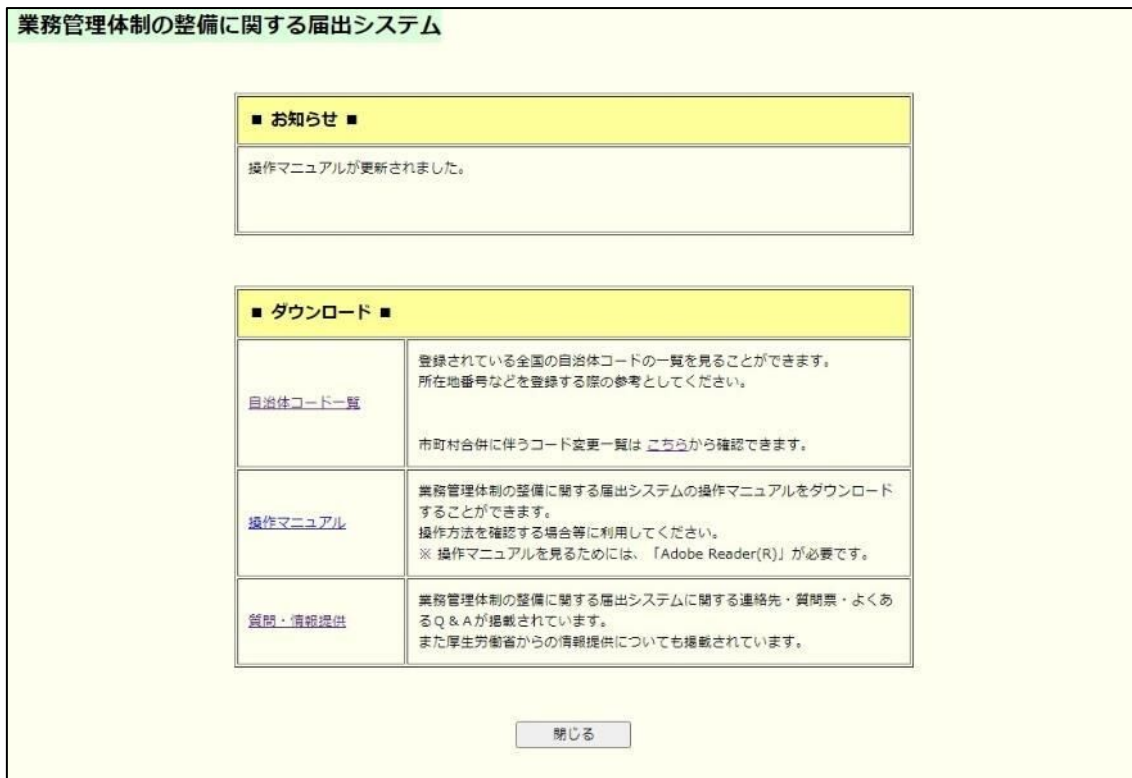 業務管理体制の整備に関する届出システム
■ お知らせ ■
操作マニュアルが更新されました。
■ ダウンロード ■
自治体コード一覧
登録されている全国の自治体コードの一覧を見ることができます。
所在地番号などを登録する際の参考としてください。
市町村合併に伴うコード変更一覧は こちらから確認できます。
操作マニュアル
業務管理体制の整備に関する届出システムの操作マニュアルをダウンロード
することができます。
操作方法を確認する場合等に利用してください。
※ 操作マニュアルを見るためには、「Adobe Reader(R)」が必要です。
質問・情報提供
業務管理体制の整備に関する届出システムに関する連絡先・質問票・よくあ
るQ＆Aが掲載されています。
また厚生労働省からの情報提供についても掲載されています。
閉じる